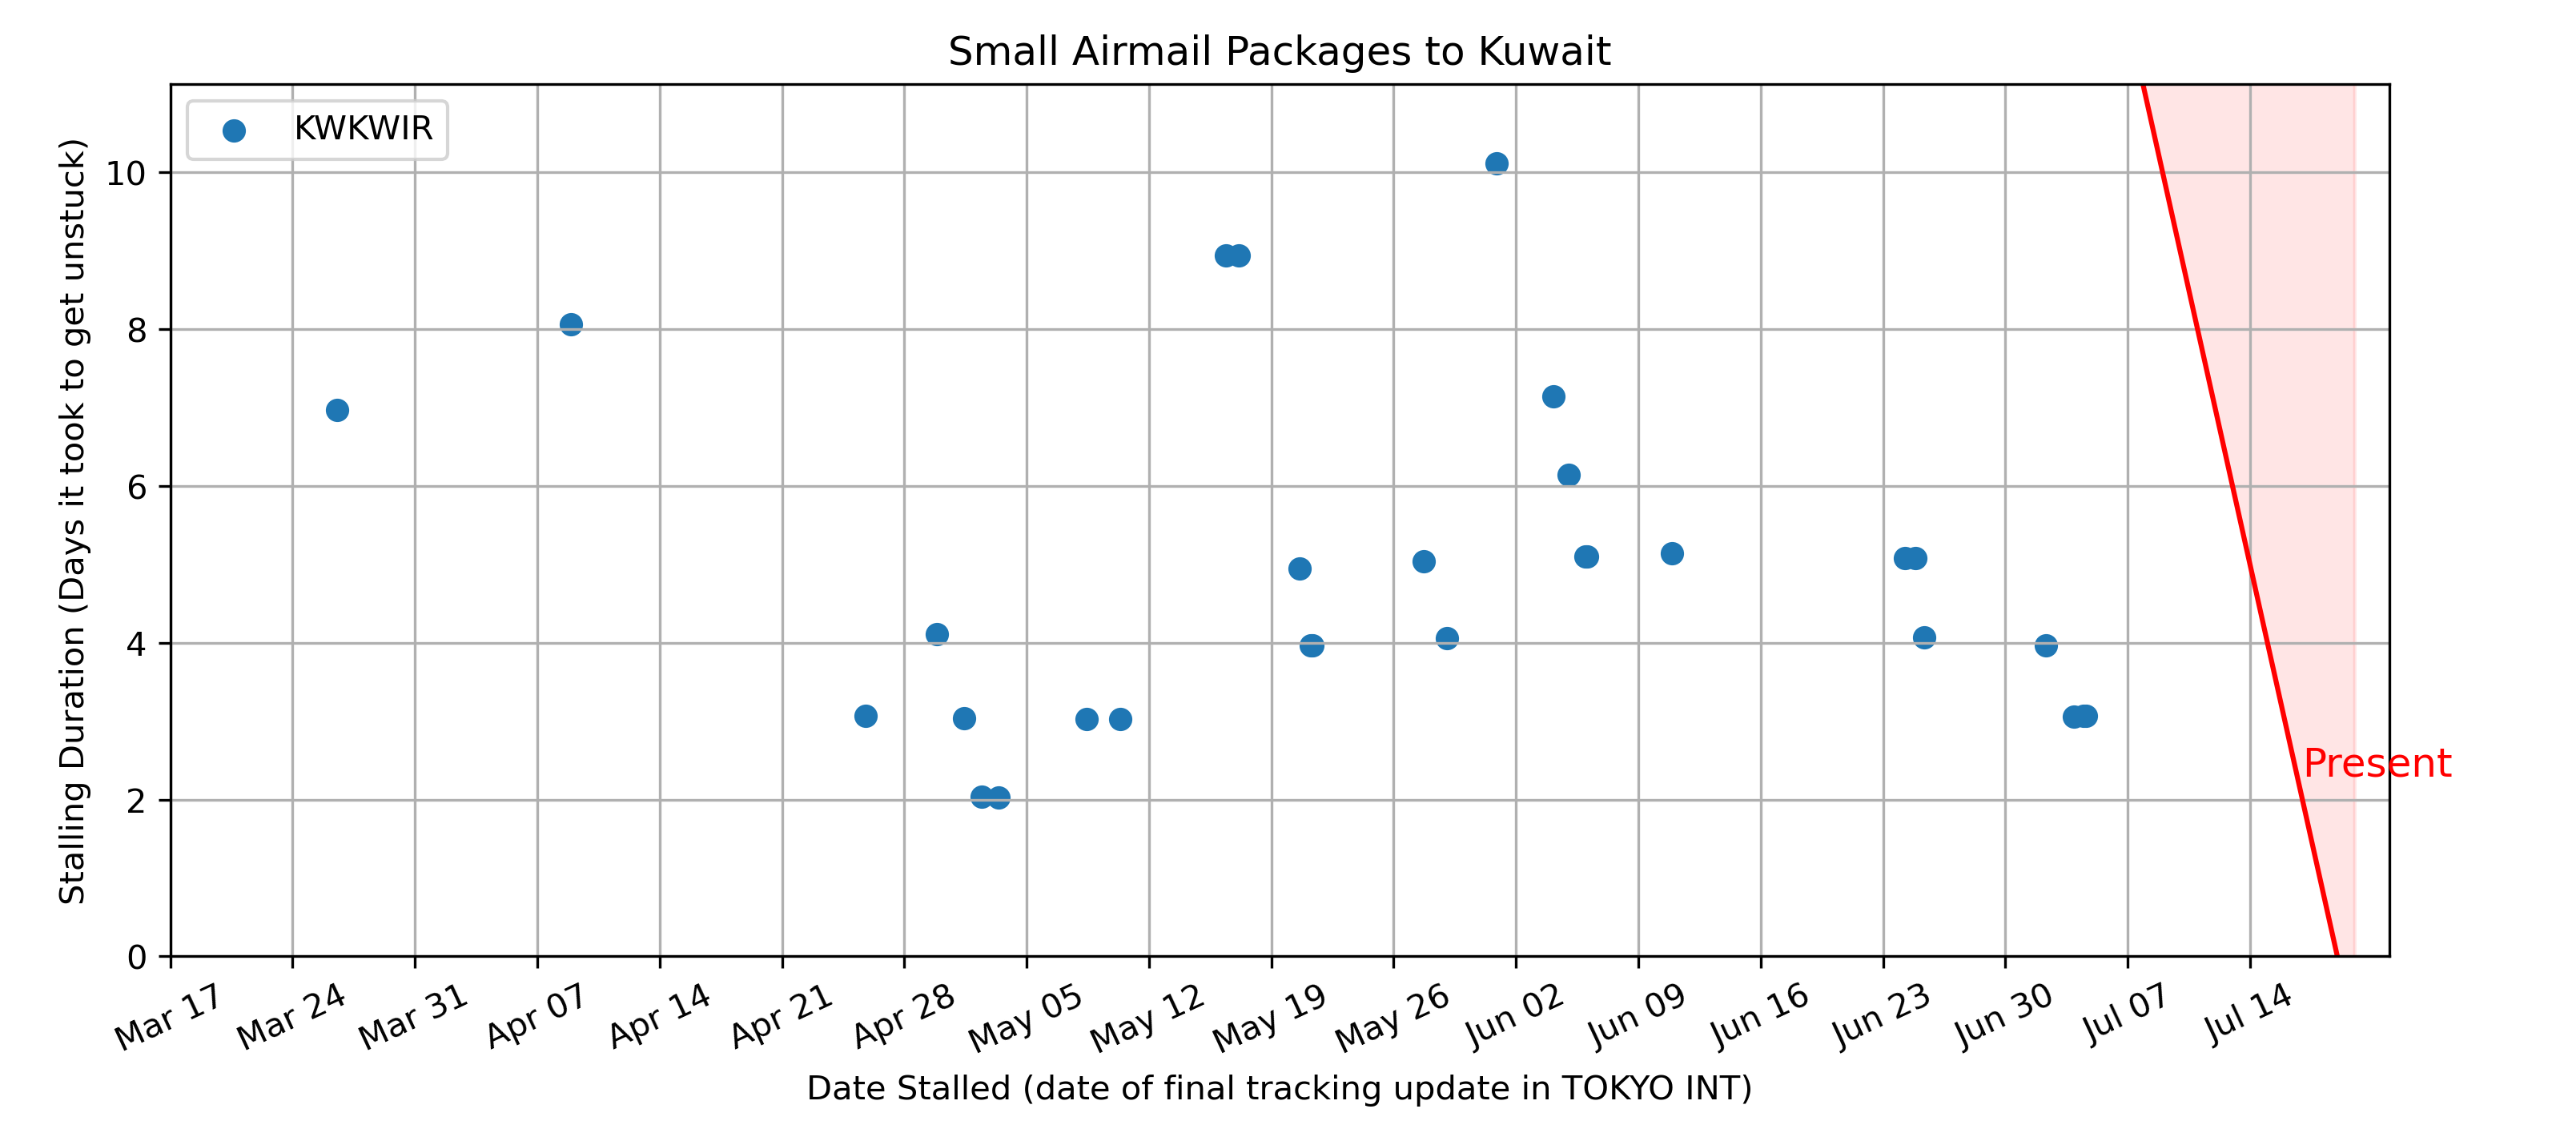 Small Airmail Packages to Kuwait
KWKWIR
Stalling Duration (Days it took to get unstuck)
10
8
6
4
2
0
Present
Mar 17 Mar 24 Mar 31 Apr 07 Apr 14 Apr 21 Apr 28 May 05 May 12 May 19 May 26 Jun 02 Jun 09 Jun 16 Jun 23 Jun 30 Jul 07 Jul 14
Date Stalled (date of final tracking update in TOKYO INT)